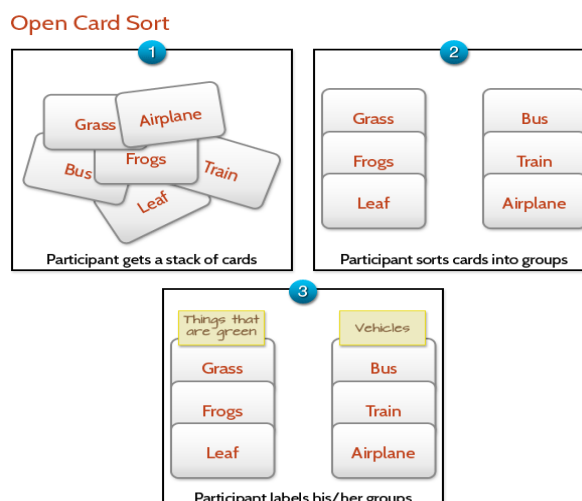 Open Card Sort
1
Grass
Airplane
Bus
Frogs
Train
Leaf
Participant gets a stack of cards
2
Grass
Frogs
Leaf
Bus
Train
Airplane
Participant sorts cards into groups
3
Things that
are green
Grass
Frogs
Leaf
Vehicles
Bus
Train
Airplane
Participant labels his/her groups